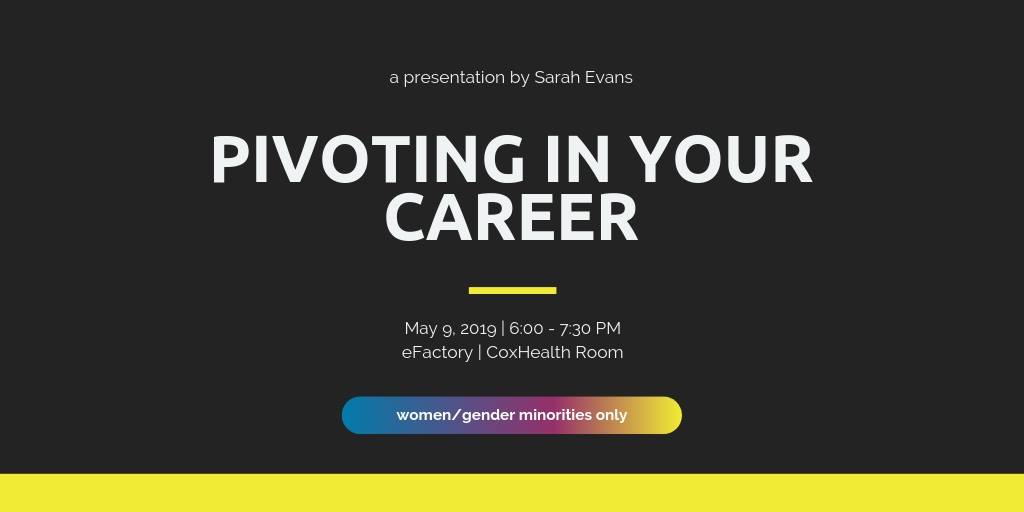 a presentation by Sarah Evans
PIVOTING IN YOUR
CAREER
May 9, 2019 | 6:00 - 7:30 PM
eFactory | CoxHealth Room
women/gender minorities only